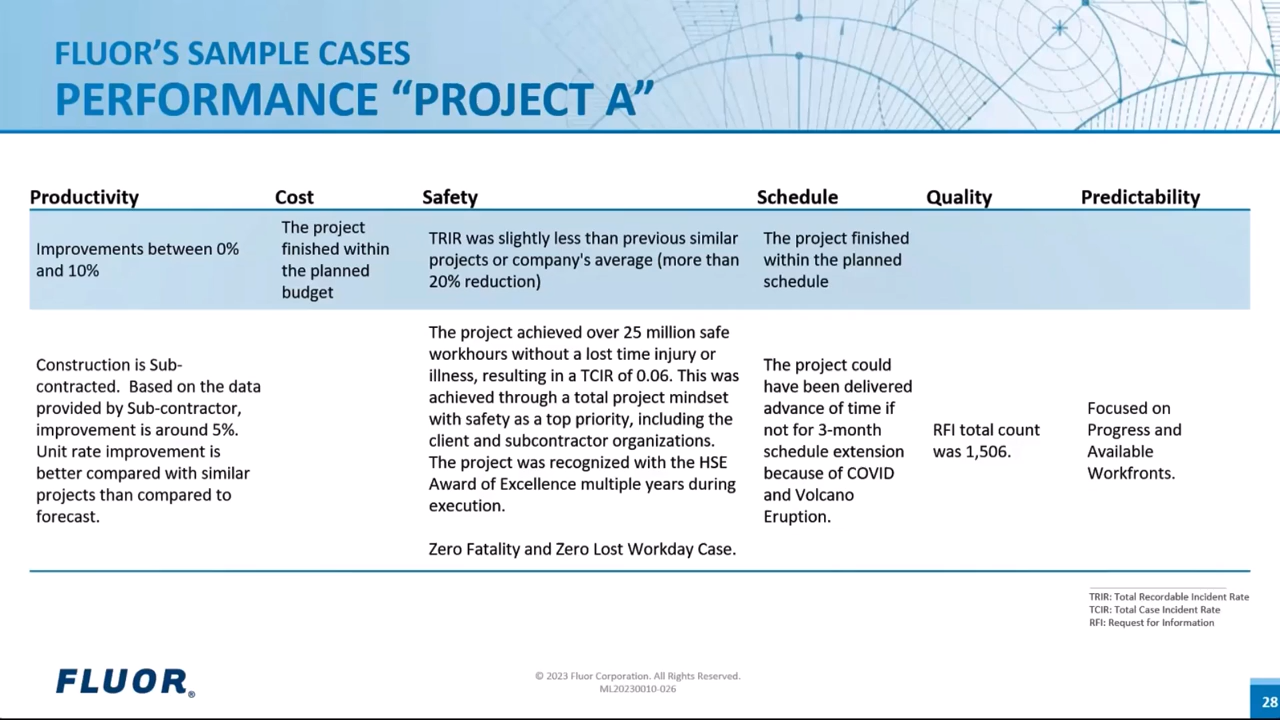 FLUOR’S SAMPLE CASES
PERFORMANCE “PROJECT A”
Productivity
Cost
Safety
Schedule
Quality
Predictability
Improvements between 0%
and 10%
The project
finished within
the planned
budget
TRIR was slightly less than previous similar
projects or company's average (more than
20% reduction)
The project finished
within the planned
schedule
Construction is Sub-
contracted.  Based on the data
provided by Sub-contractor,
improvement is around 5%.
Unit rate improvement is
better compared with similar
projects than compared to
forecast.
The project achieved over 25 million safe
workhours without a lost time injury or
illness, resulting in a TCIR of 0.06. This was
achieved through a total project mindset
with safety as a top priority, including the
client and subcontractor organizations.
The project was recognized with the HSE
Award of Excellence multiple years during
execution.
Zero Fatality and Zero Lost Workday Case.
The project could
have been delivered
advance of time if
not for 3-month
schedule extension
because of COVID
and Volcano
Eruption.
RFI total count
was 1,506.
Focused on
Progress and
Available
Workfronts.
TRIR: Total Recordable Incident Rate
TCIR: Total Case Incident Rate
RFI: Request for Information
FLUOR®
© 2023 Fluor Corporation. All Rights Reserved.
ML20230010-026
28